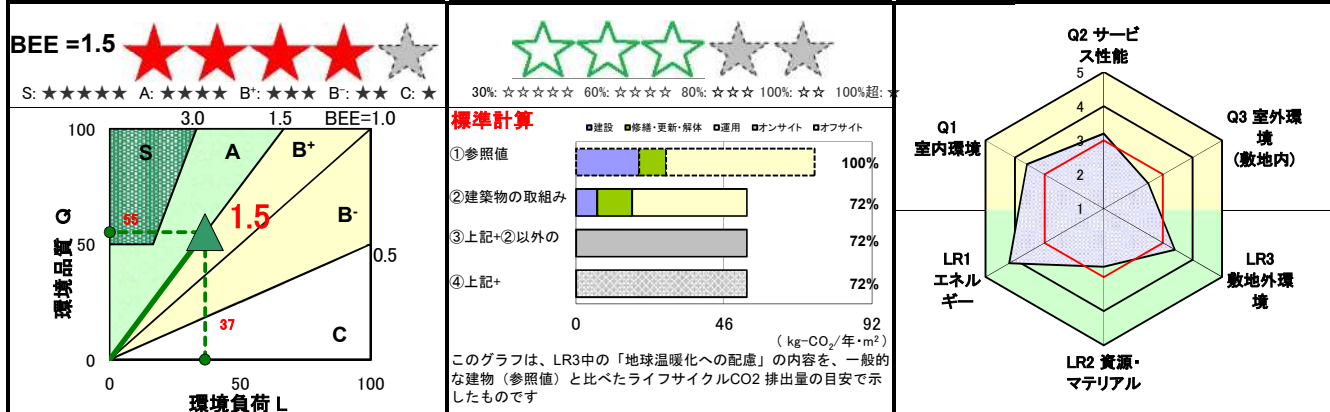 BEE =1.5
S: ★★★★★ A: ★★★★ B⁺: ★★★ B⁻: ★★ C: ★
3.0 1.5 BEE=1.0
100
S
A
B⁺
B⁻
55
1.5
50
0.5
37
C
0
0 50 100
環境品質 Q
環境負荷 L
30%: ☆☆☆☆☆ 60%: ☆☆☆☆ 80%: ☆☆☆ 100%: ☆☆ 100%超: ☆
標準計算
建設 修繕・更新・解体 運用 オンサイト オフサイト
①参照値 100%
②建築物の取組み 72%
③上記+②以外の 72%
④上記+ 72%
0 46 92
( kg-CO₂/年・m² )
このグラフは、LR3中の「地球温暖化への配慮」の内容を、一般的
な建物（参照値）と比べたライフサイクルCO2 排出量の目安で示
したものです
Q2 サービ
ス性能
5
4
3
2
1
Q1
室内環境
Q3 室外環
境
(敷地内)
LR1
エネル
ギー
LR3
敷地外環
境
LR2 資源・
マテリアル